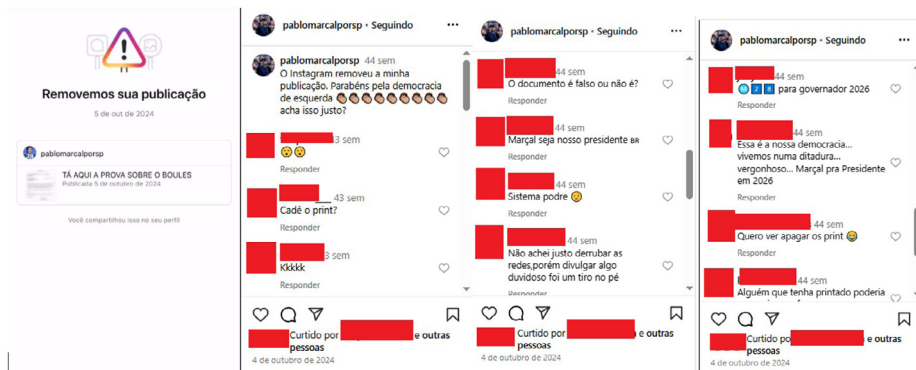 Removemos sua publicação
5 de out de 2024
pablomarcalporsp
TÁ AQUI A PROVA SOBRE O BOULES
Publicada 5 de outubro de 2024
Você compartilhou isso no seu perfil
pablomarcalporsp • Seguindo
pablomarcalporsp 44 sem
O Instagram removeu a minha
publicação. Parabéns pela democracia
de esquerda 👏🏽👏🏽👏🏽👏🏽👏🏽👏🏽👏🏽👏🏽👏🏽
acha isso justo?
3 sem
😯😯
Responder
43 sem
Cadê o print?
Responder
3 sem
Kkkkk
Responder
Curtido por
e outras
pessoas
4 de outubro de 2024
pablomarcalporsp • Seguindo
44 sem
O documento é falso ou não é?
Responder
44 sem
Marçal seja nosso presidente BR
Responder
44 sem
Sistema podre
Responder
44 sem
Não achei justo derrubar as
redes,porém divulgar algo
duvidoso foi um tiro no pé
Responder
Curtido por
e outras
pessoas
4 de outubro de 2024
pablomarcalporsp • Seguindo
44 sem
para governador 2026
Responder
44 sem
Essa é a nossa democracia...
vivemos numa ditadura...
vergonhoso... Marçal pra Presidente
em 2026
Responder
44 sem
Quero ver apagar os print 😂
Responder
44 sem
Alguém que tenha printado poderia
Curtido por
e outras
pessoas
4 de outubro de 2024